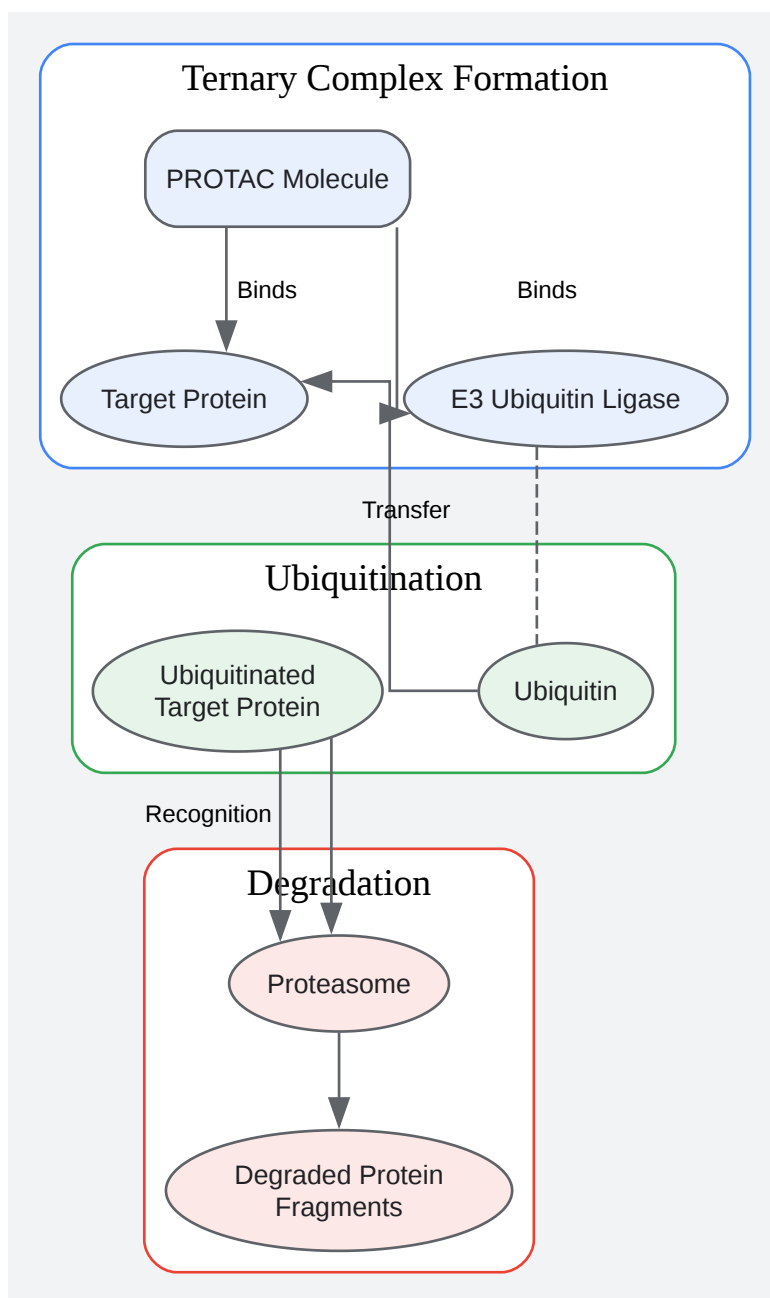 Ternary Complex Formation
PROTAC Molecule
Binds
Binds
Target Protein
E3 Ubiquitin Ligase
Transfer
Ubiquitination
Ubiquitinated
Target Protein
Ubiquitin
Recognition
Degradation
Proteasome
Degraded Protein
Fragments